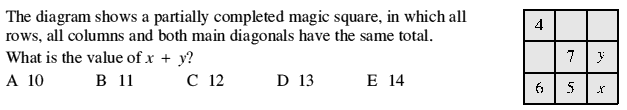 The diagram shows a partially completed magic square, in which all
rows, all columns and both main diagonals have the same total.
What is the value of x + y?
A 10 B 11 C 12 D 13 E 14
4
7 y
6 5 x